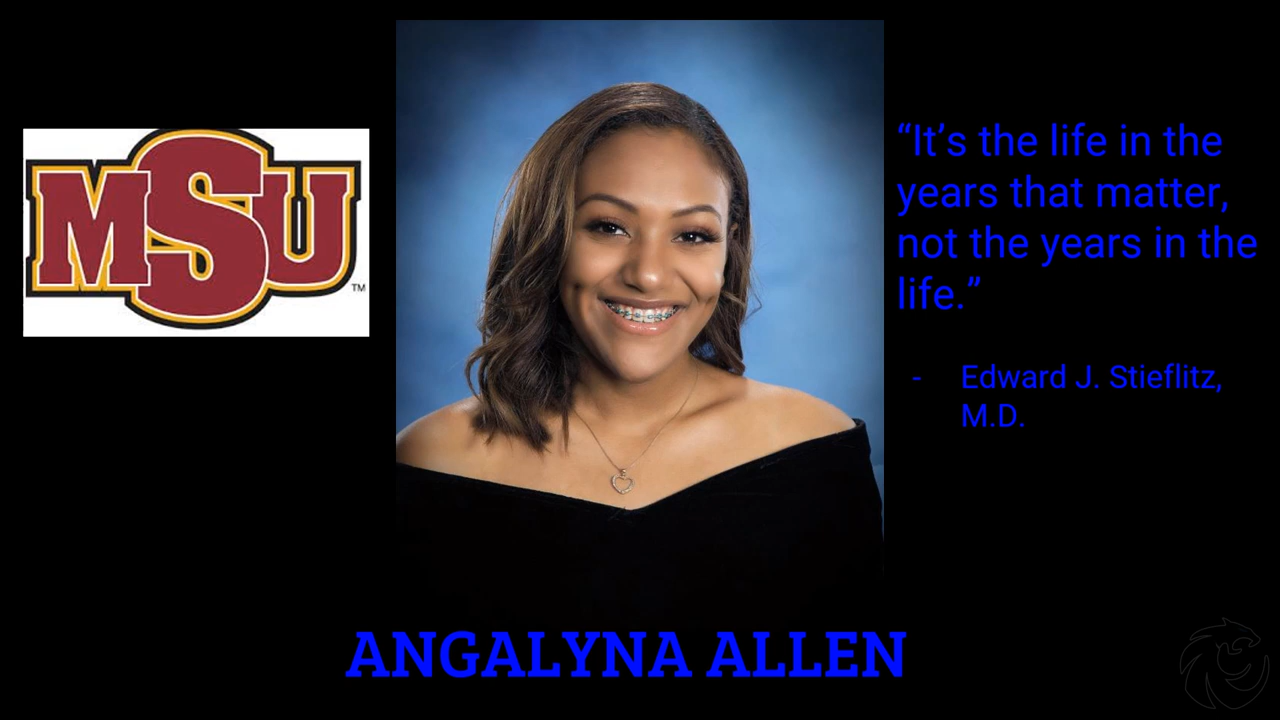 MSU
TM
“It’s the life in the
years that matter,
not the years in the
life.”
- Edward J. Stieflitz,
M.D.
ANGALYNA ALLEN